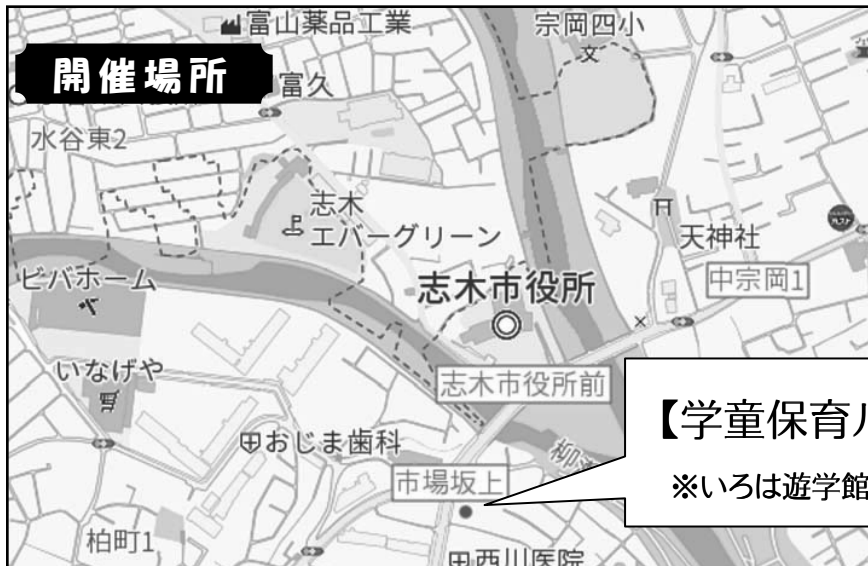 富山薬品工業
宗岡四小
開催場所
富久
水谷東2
志木
エバーグリーン
天神社
ビバホーム
志木市役所
中宗岡1
いなげや
志木市役所前
【学童保育
おじま歯科
市場坂上
※いろは遊学館
柏町1
西川医院